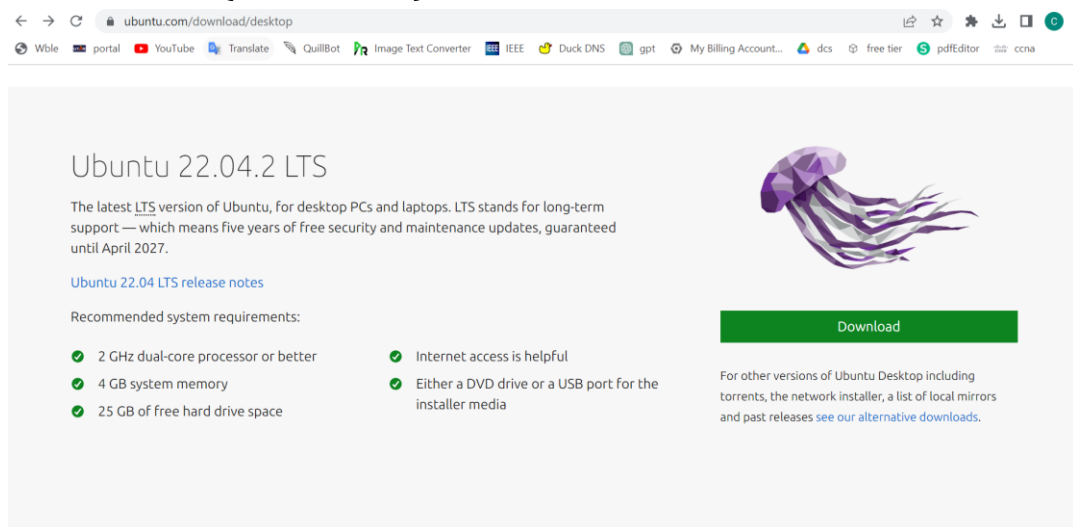 ubuntu.com/download/desktop
Wble portal YouTube Translate QuillBot Image Text Converter IEEE Duck DNS gpt My Billing Account... dcs free tier pdfEditor ccna
Ubuntu 22.04.2 LTS
The latest LTS version of Ubuntu, for desktop PCs and laptops. LTS stands for long-term
support — which means five years of free security and maintenance updates, guaranteed
until April 2027.
Ubuntu 22.04 LTS release notes
Recommended system requirements:
2 GHz dual-core processor or better
4 GB system memory
25 GB of free hard drive space
Internet access is helpful
Either a DVD drive or a USB port for the
installer media
Download
For other versions of Ubuntu Desktop including
torrents, the network installer, a list of local mirrors
and past releases see our alternative downloads.